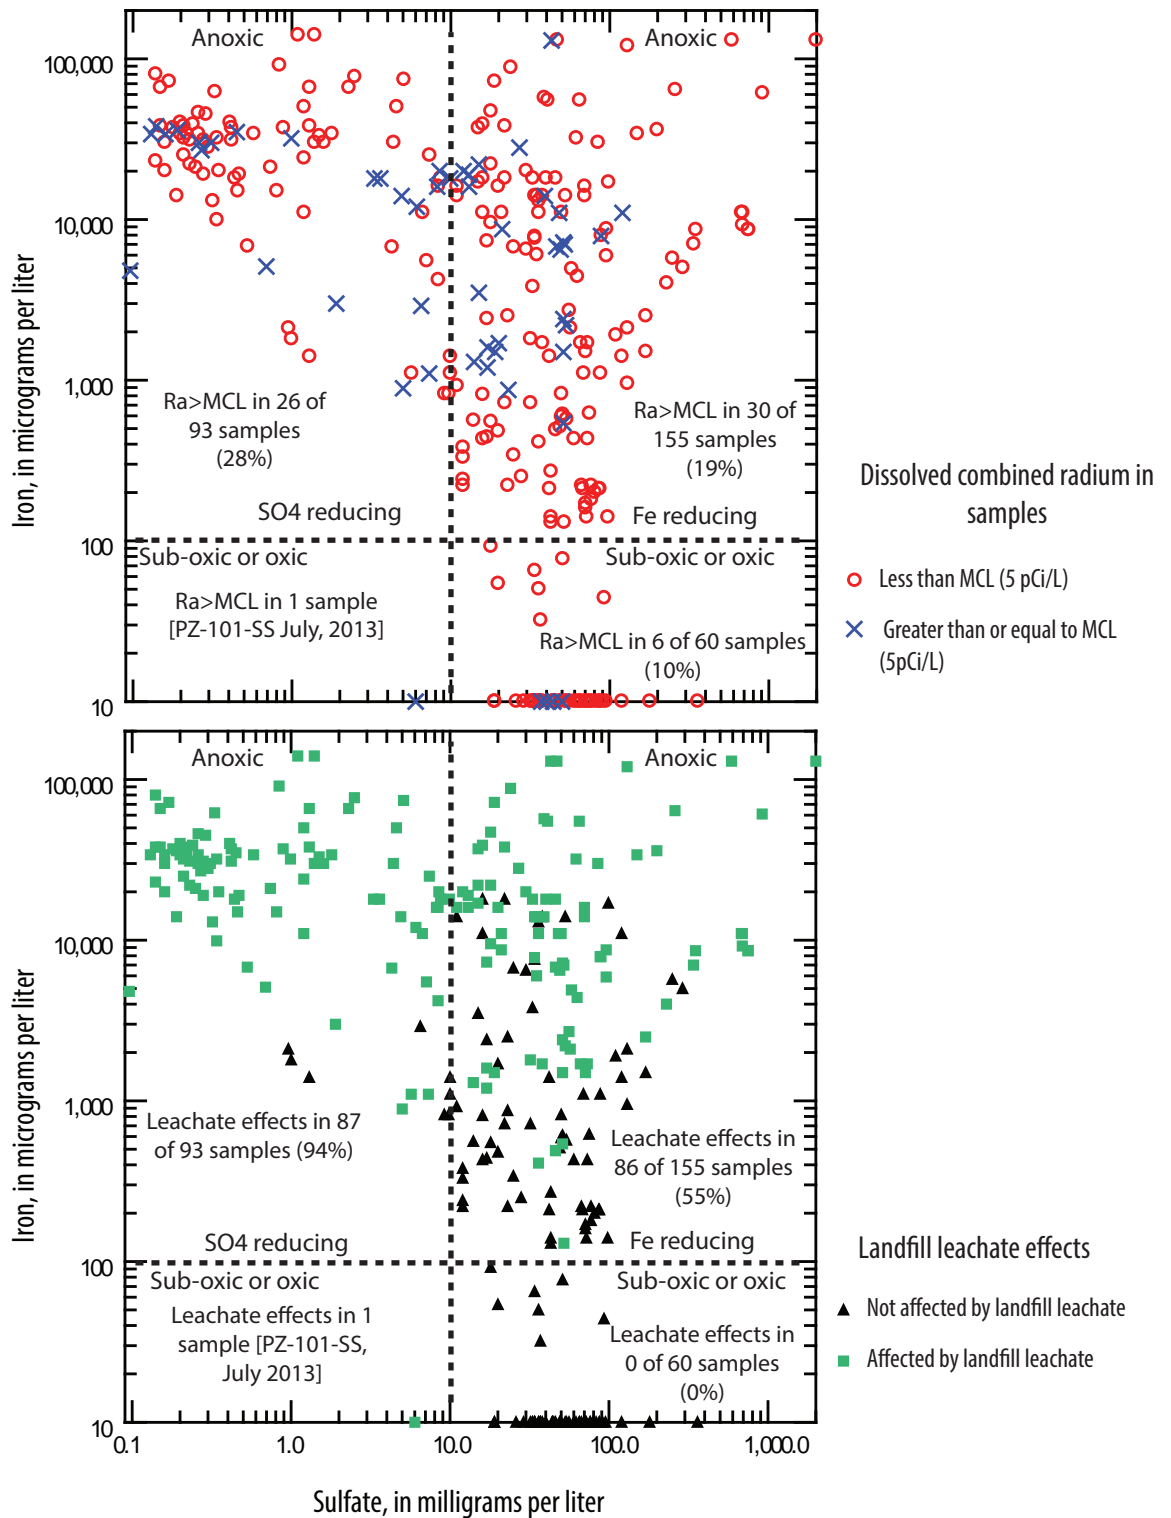 Anoxic
Anoxic
100,000
10,000
1,000
100
10
Iron, in micrograms per liter
Ra>MCL in 26 of
93 samples
(28%)
Ra>MCL in 30 of
155 samples
(19%)
SO4 reducing
Fe reducing
Sub-oxic or oxic
Sub-oxic or oxic
Ra>MCL in 1 sample
[PZ-101-SS July, 2013]
Ra>MCL in 6 of 60 samples
(10%)
Dissolved combined radium in
samples
Less than MCL (5 pCi/L)
Greater than or equal to MCL
(5pCi/L)
Anoxic
Anoxic
100,000
10,000
1,000
100
10
Iron, in micrograms per liter
Leachate effects in 87
of 93 samples (94%)
Leachate effects in
86 of 155 samples
(55%)
SO4 reducing
Fe reducing
Sub-oxic or oxic
Sub-oxic or oxic
Leachate effects in 1
sample [PZ-101-SS,
July 2013]
Leachate effects in
0 of 60 samples
(0%)
Landfill leachate effects
Not affected by landfill leachate
Affected by landfill leachate
0.1
1.0
10.0
100.0
1,000.0
Sulfate, in milligrams per liter